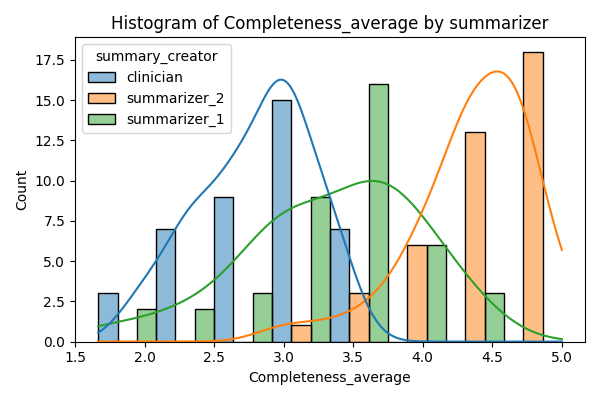 Histogram of Completeness_average by summarizer
summary_creator
clinician
summarizer_2
summarizer_1
Count
17.5
15.0
12.5
10.0
7.5
5.0
2.5
0.0
1.5 2.0 2.5 3.0 3.5 4.0 4.5 5.0
Completeness_average